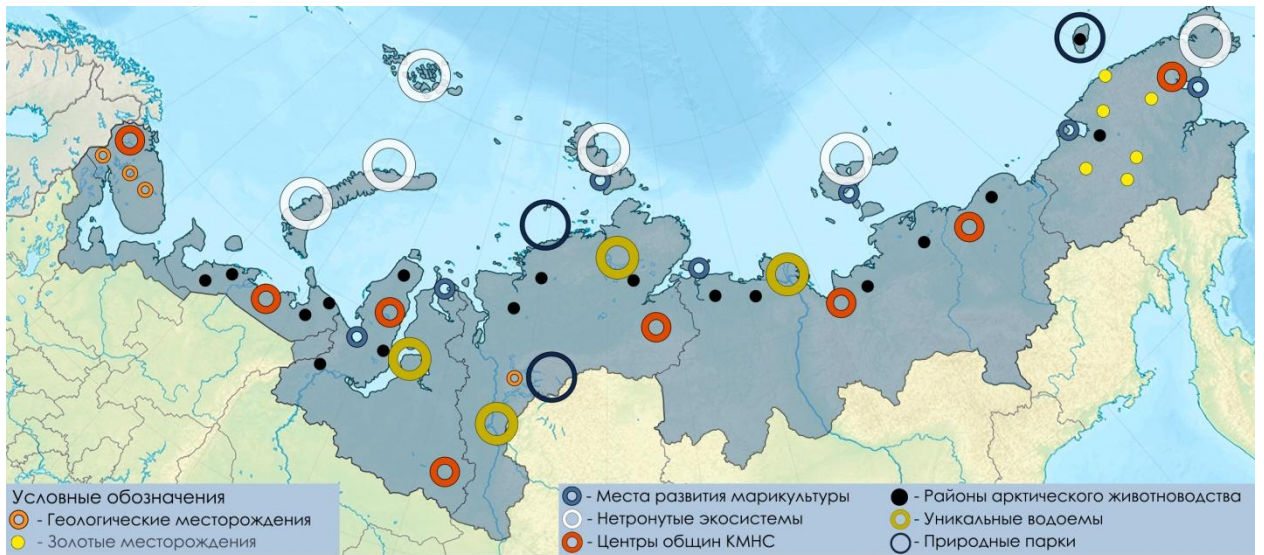 Условные обозначения
- Геологические месторождения
- Золотые месторождения
- Места развития марикультуры
- Нетронутые экосистемы
- Центры общин КМНС
- Районы арктического животноводства
- Уникальные водоемы
- Природные парки